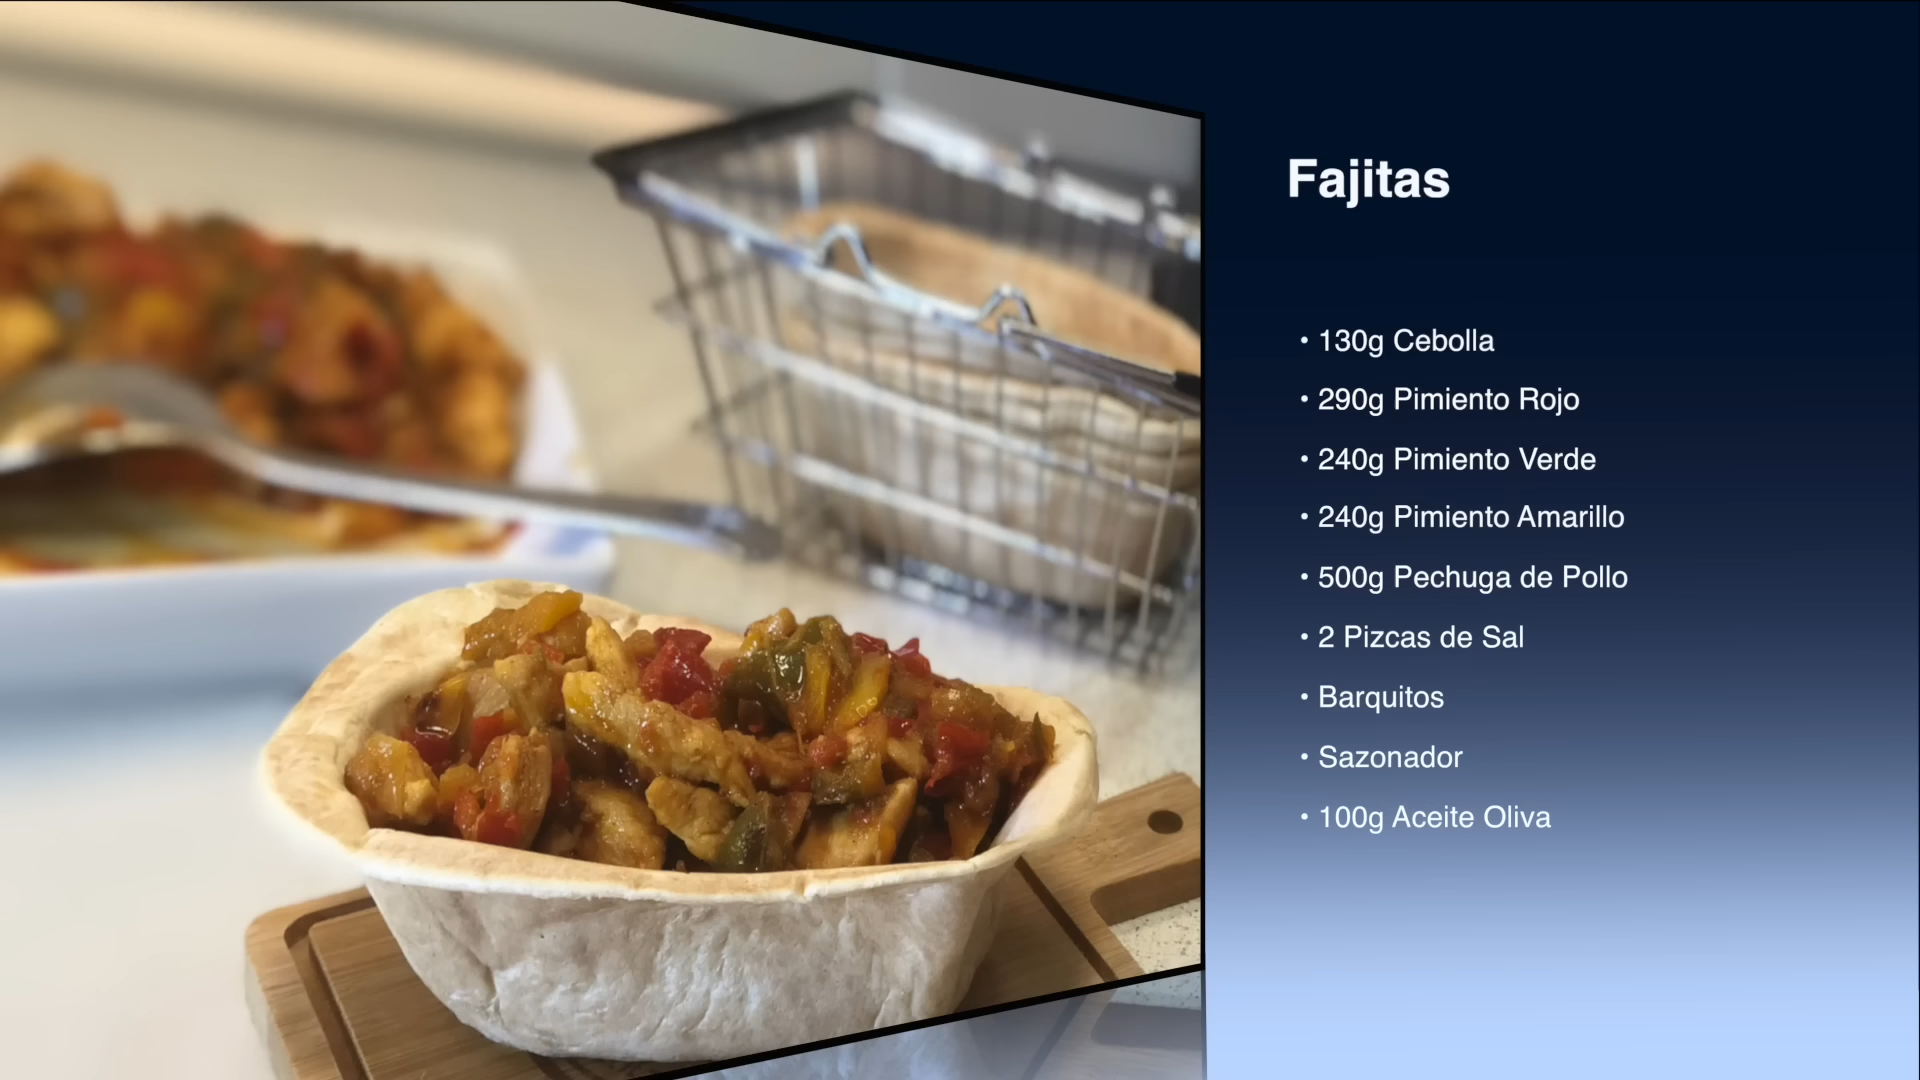 Fajitas
• 130g Cebolla
• 290g Pimiento Rojo
• 240g Pimiento Verde
• 240g Pimiento Amarillo
• 500g Pechuga de Pollo
• 2 Pizcas de Sal
• Barquitos
• Sazonador
• 100g Aceite Oliva